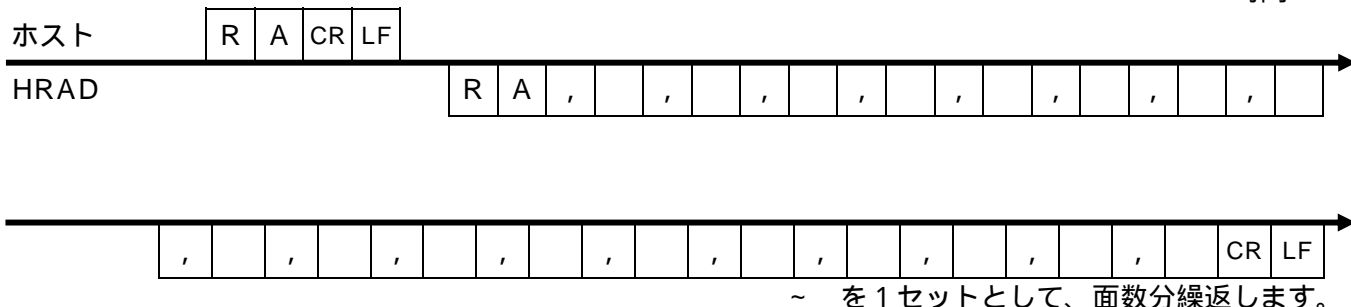 ホスト R A CR LF
HRAD R A , , , , , , , ,
, , , , , , , , , , CR LF
~ を1セットとして、面数分繰返します。